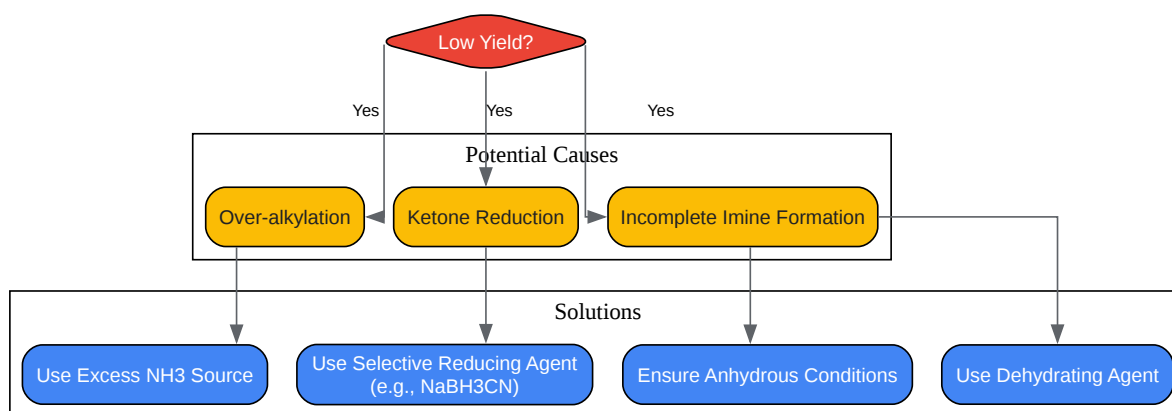 Low Yield?
Yes
Yes
Yes
Potential Causes
Over-alkylation
Ketone Reduction
Incomplete Imine Formation
Solutions
Use Excess NH3 Source
Use Selective Reducing Agent
(e.g., NaBH3CN)
Ensure Anhydrous Conditions
Use Dehydrating Agent